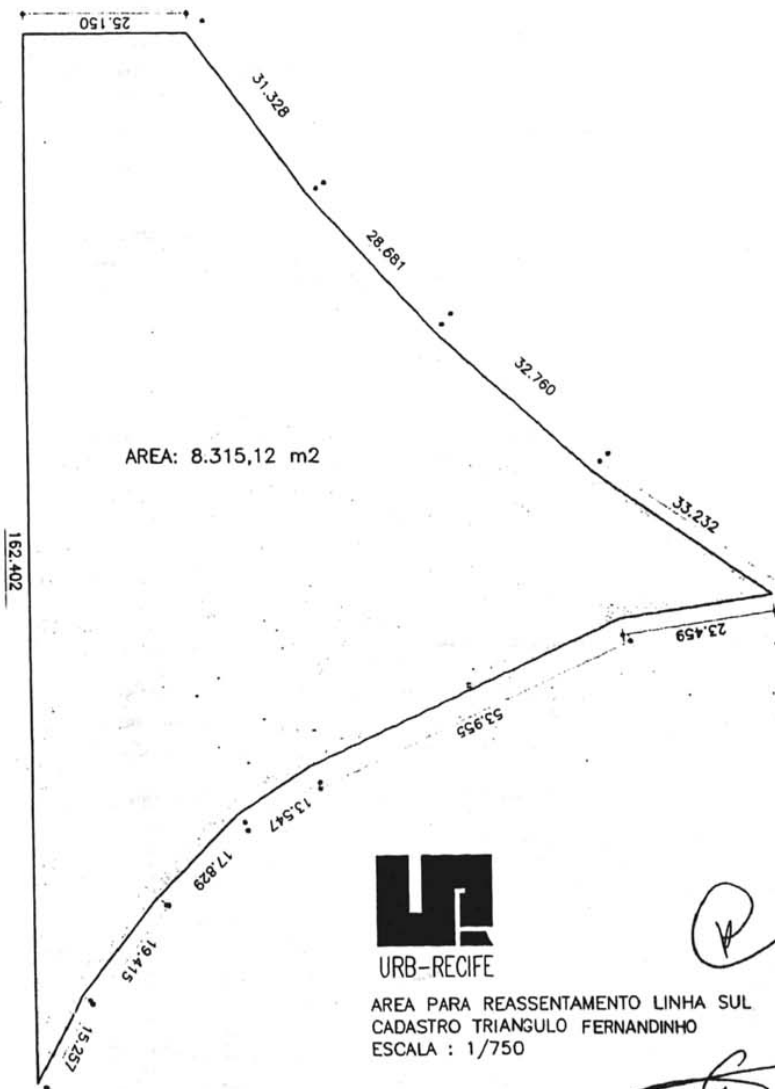 25.150
31.328
28.681
32.760
AREA: 8.315,12 m2
33.232
162.402
23.459
53.955
13.547
17.829
19.415
15.257
URB-RECIFE
AREA PARA REASSENTAMENTO LINHA SUL
CADASTRO TRIANGULO FERNANDINHO
ESCALA : 1/750